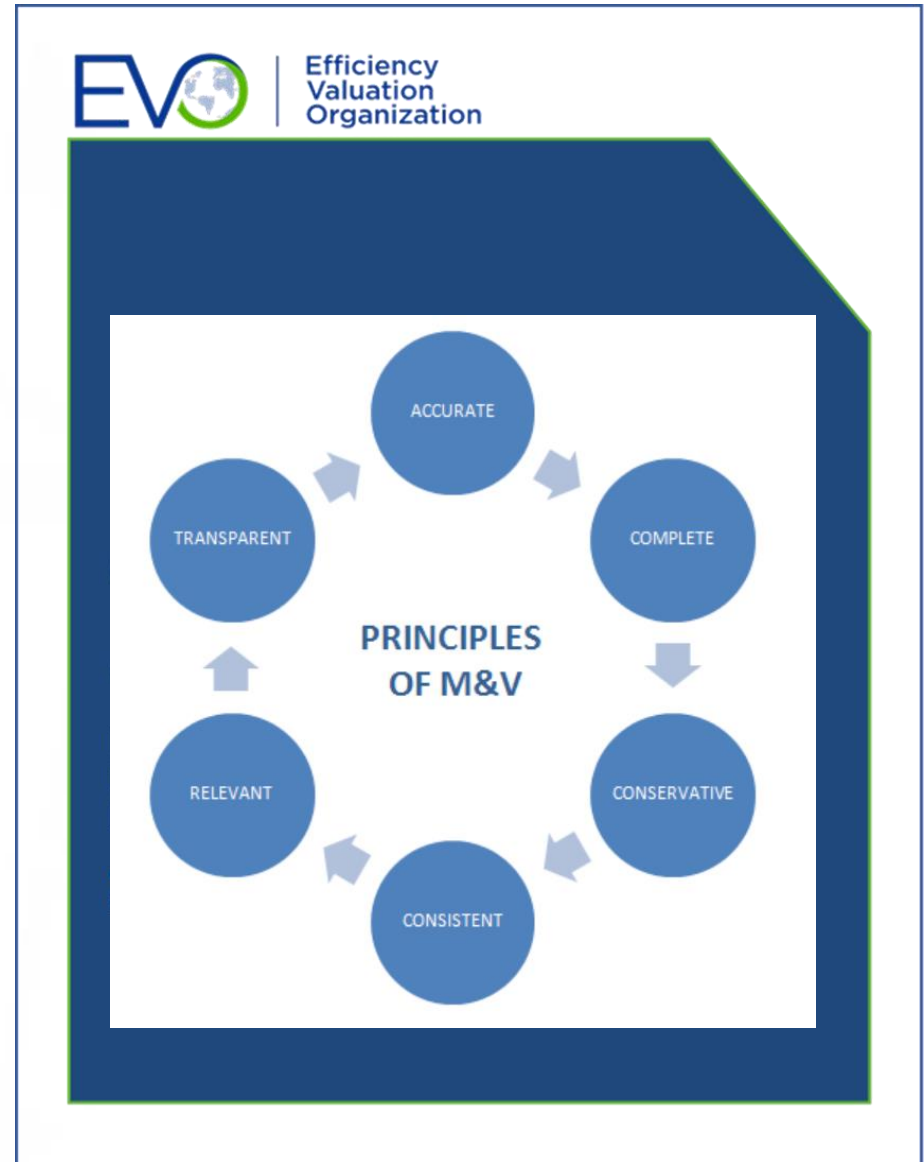 EVO
Efficiency
Valuation
Organization
ACCURATE
COMPLETE
CONSERVATIVE
CONSISTENT
RELEVANT
TRANSPARENT
PRINCIPLES
OF M&V